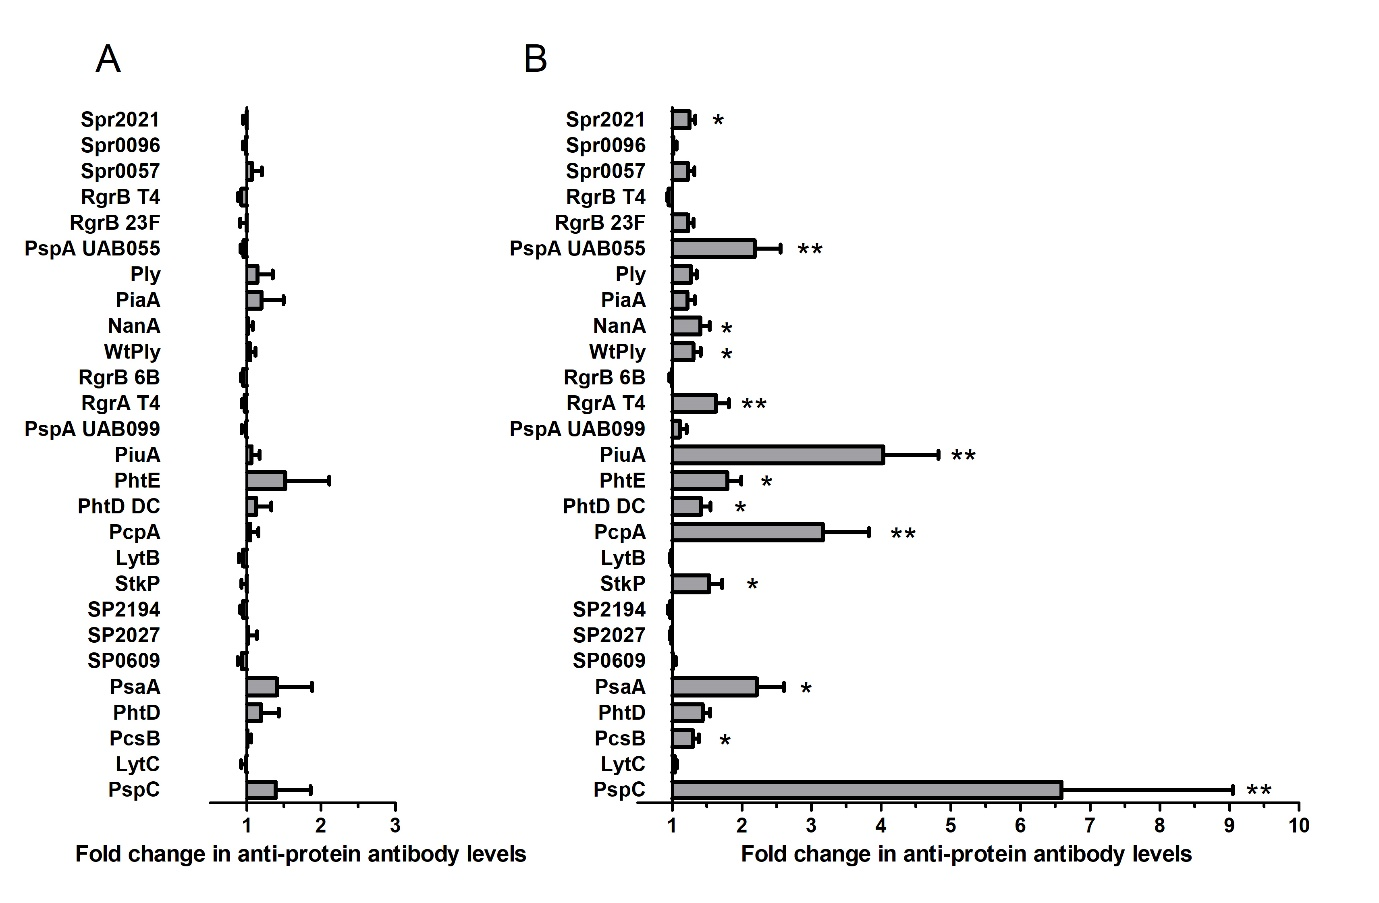 A
Spr2021
Spr0096
Spr0057
RgrB T4
RgrB 23F
PspA UAB055
Ply
PiaA
NanA
WtPly
RgrB 6B
RgrA T4
PspA UAB099
PiuA
PhtE
PhtD DC
PcpA
LytB
StkP
SP2194
SP2027
SP0609
PsaA
PhtD
PcsB
LytC
PspC
1 2 3
Fold change in anti-protein antibody levels
B
Spr2021 *
Spr0096
Spr0057
RgrB T4
RgrB 23F
PspA UAB055 **
Ply
PiaA
NanA *
WtPly *
RgrB 6B
RgrA T4 **
PspA UAB099
PiuA **
PhtE *
PhtD DC *
PcpA **
LytB
StkP *
SP2194
SP2027
SP0609
PsaA *
PhtD
PcsB *
LytC
PspC **
1 2 3 4 5 6 7 8 9 10
Fold change in anti-protein antibody levels